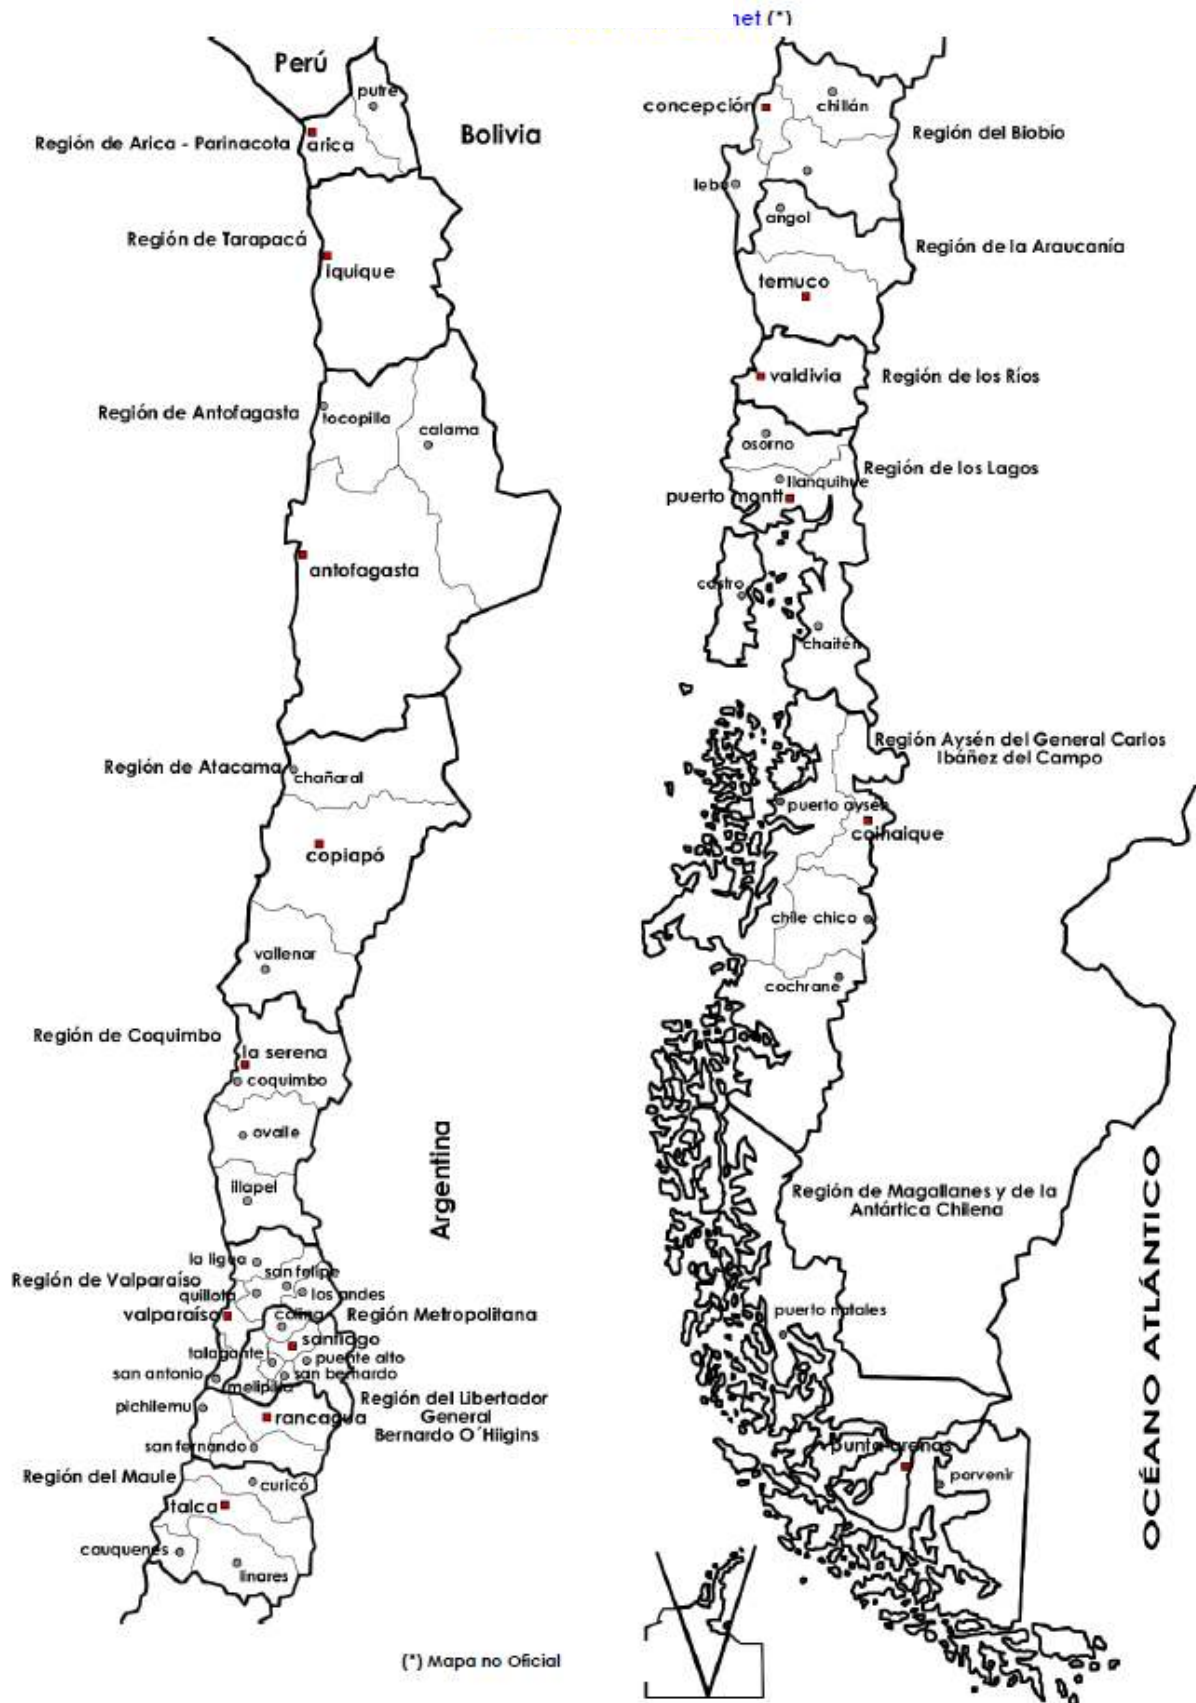 net (*)
Perú
putre
Bolivia
Región de Arica - Parinacota
arica
Región de Tarapacá
iquique
Región de Antofagasta
tocopilla
calama
antofagasta
Región de Atacama
chañaral
copiapó
vallenar
Región de Coquimbo
la serena
coquimbo
ovalle
illapel
Argentina
la ligua
san felipe
Región de Valparaíso
quillota
los andes
valparaíso
colina
Región Metropolitana
santiago
talagante
puente alto
san antonio
melipilla
san bernardo
pichilemu
rancagua
Región del Libertador
General
Bernardo O´Hiigins
san fernando
Región del Maule
curicó
talca
cauquenes
linares
(*) Mapa no Oficial
concepción
chillán
Región del Biobío
lebu
angol
Región de la Araucanía
temuco
valdivia
Región de los Ríos
osorno
Región de los Lagos
llanquihue
puerto montt
castro
chaitén
Región Aysén del General Carlos
Ibáñez del Campo
puerto aysén
coihaique
chile chico
cochrane
Región de Magallanes y de la
Antártica Chilena
puerto natales
punta arenas
porvenir
OCÉANO ATLÁNTICO